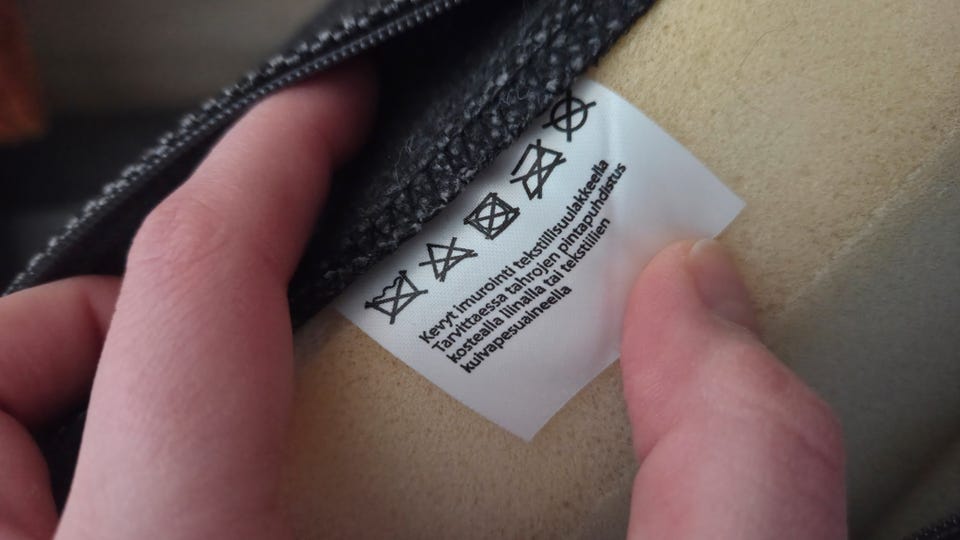 Kevyt imurointi tekstiilisuulakkeella
Tarvittaessa tahrojen pintapuhdistus
kostealla liinalla tai tekstiilien
kuivapesuaineella